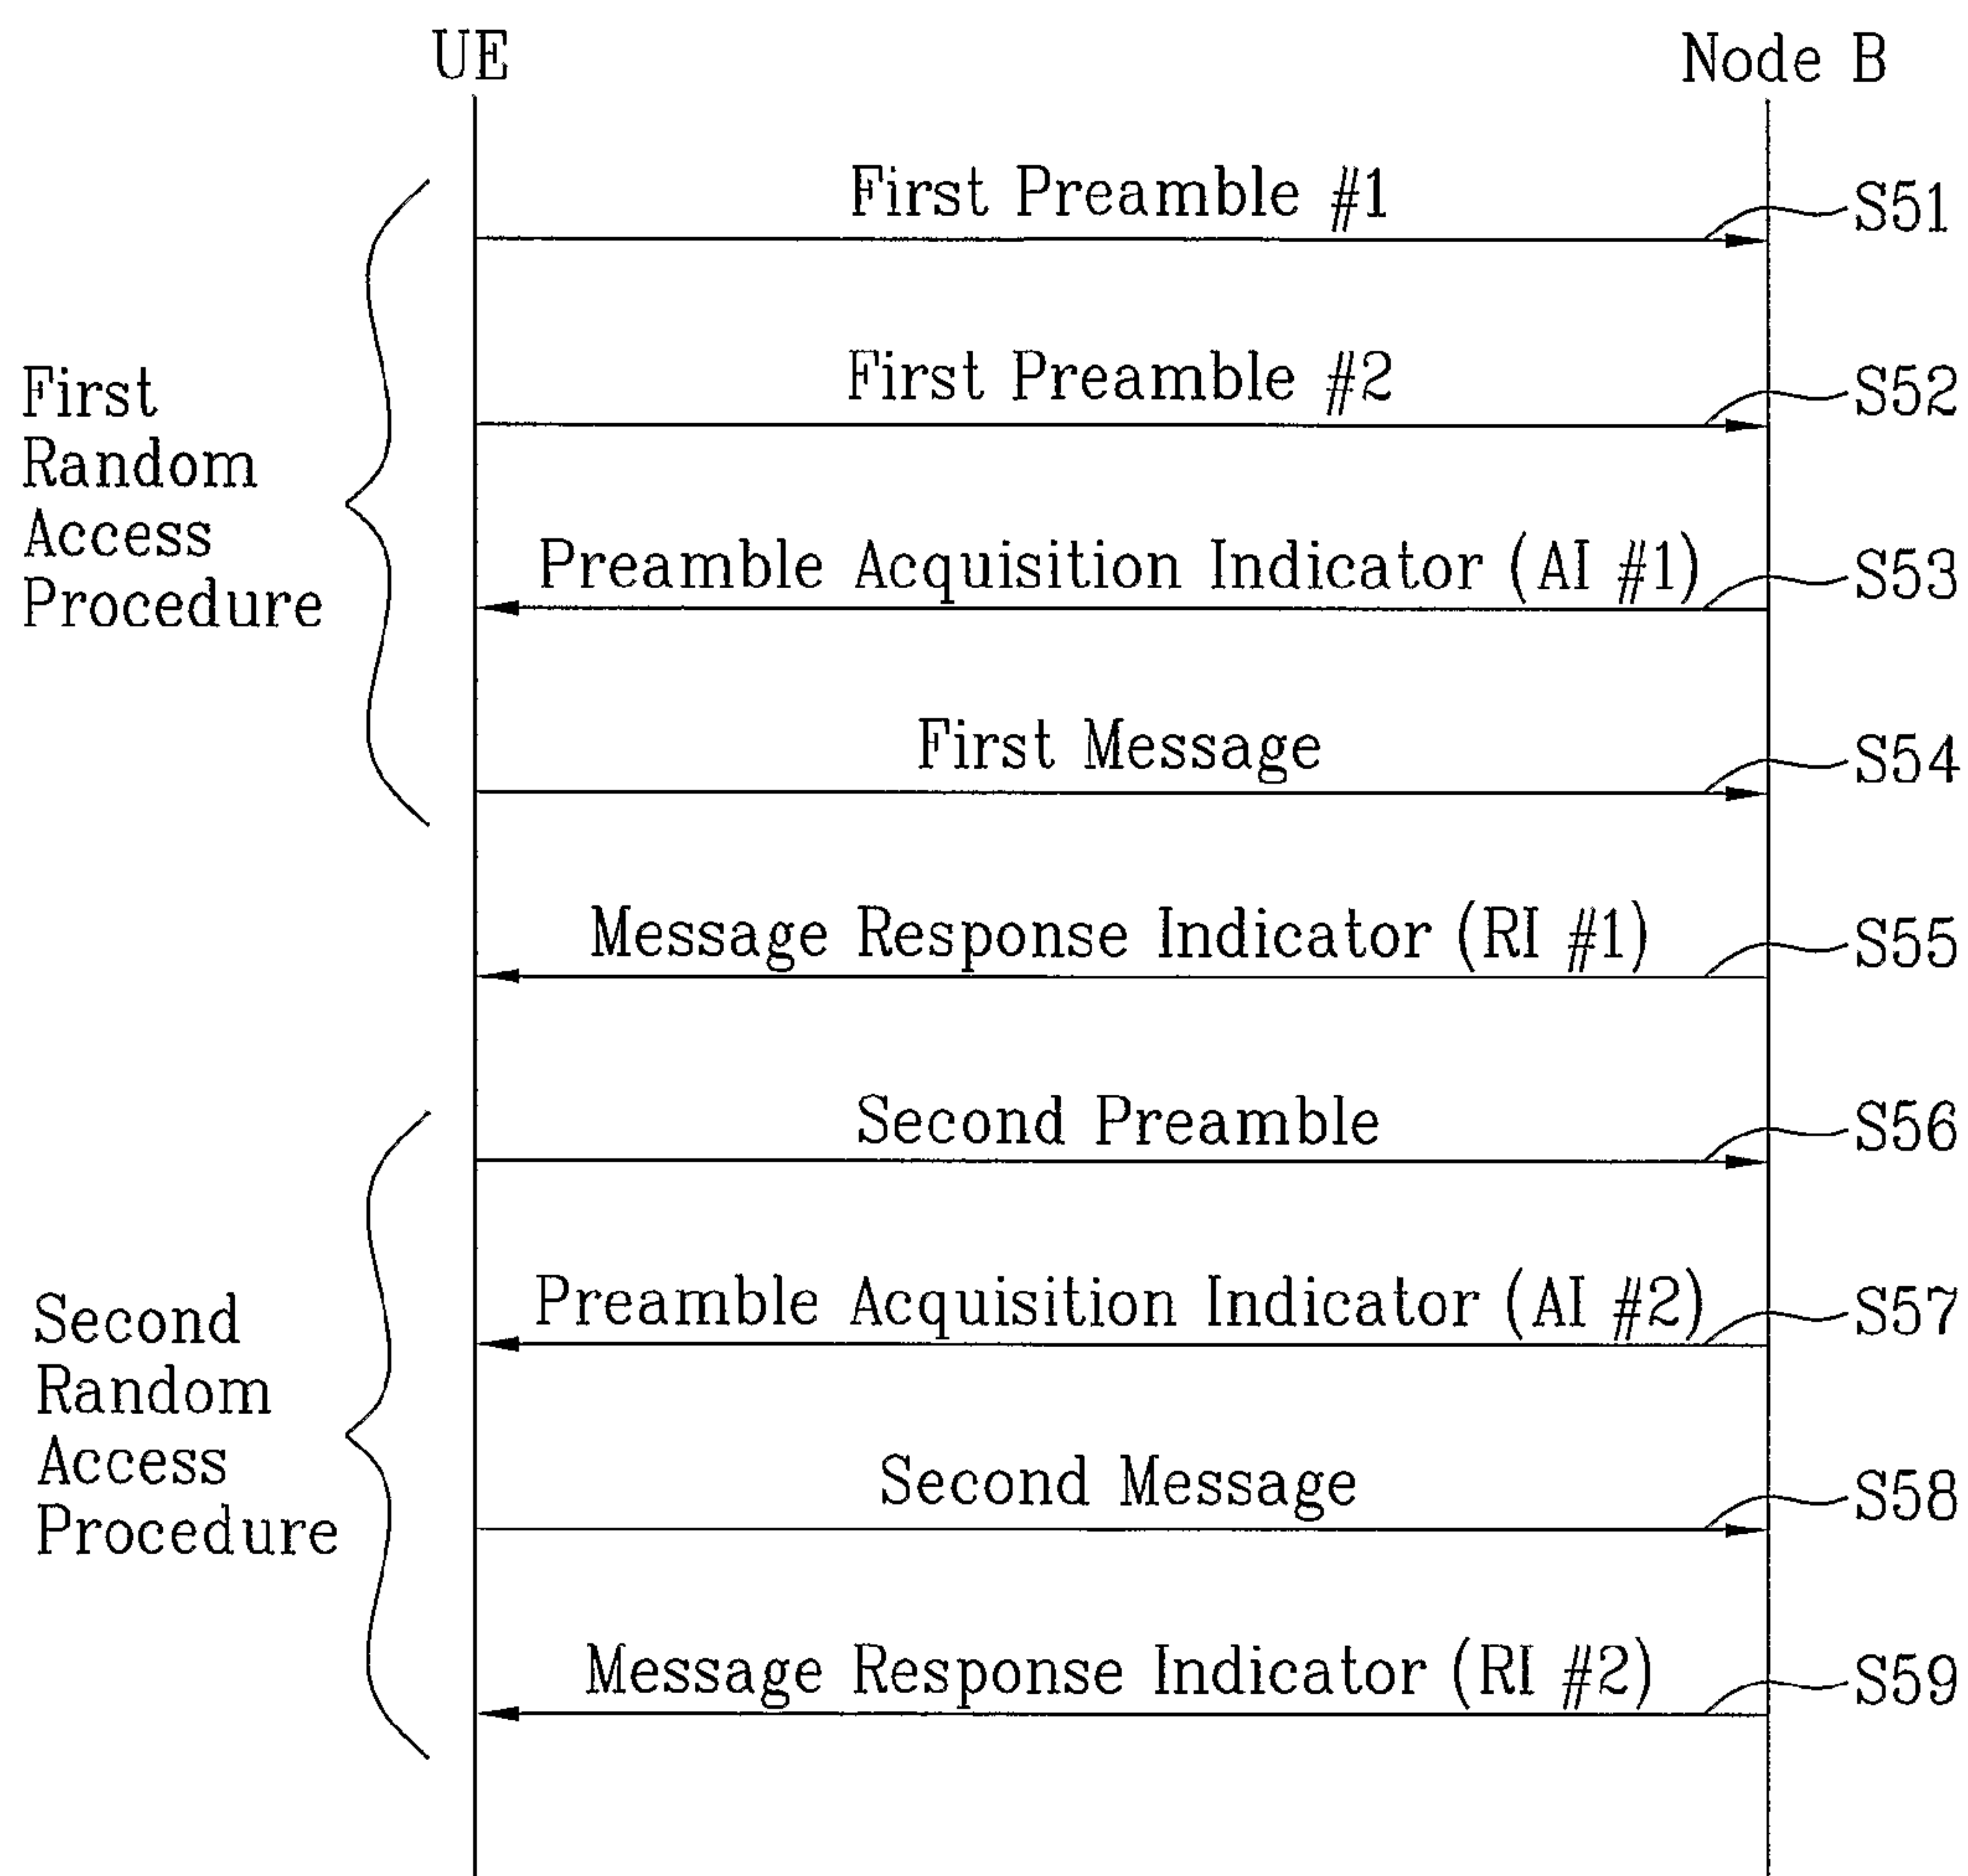 UE
Node B
First Preamble #1
S51
First Preamble #2
S52
First
Random
Access
Procedure
Preamble Acquisition Indicator (AI #1)
S53
First Message
S54
Message Response Indicator (RI #1)
S55
Second Preamble
S56
Preamble Acquisition Indicator (AI #2)
S57
Second
Random
Access
Procedure
Second Message
S58
Message Response Indicator (RI #2)
S59